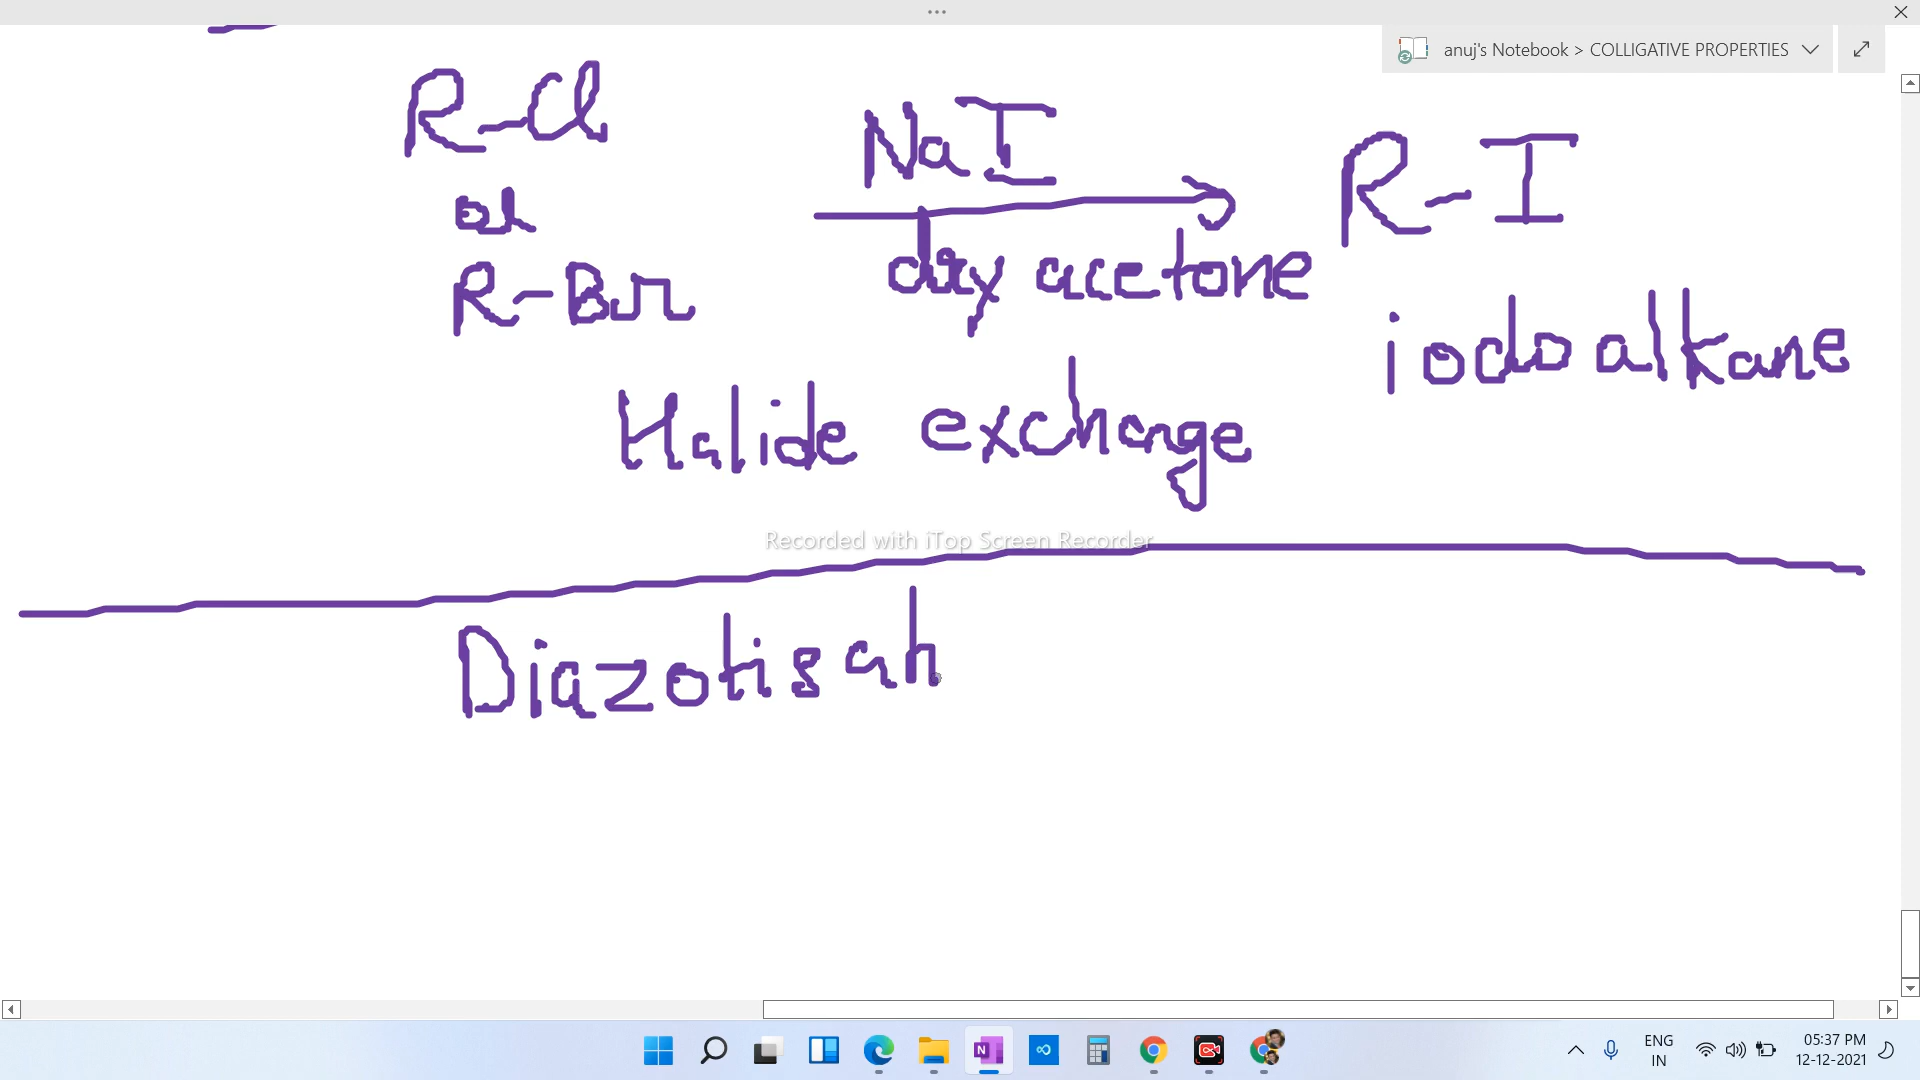 anuj's Notebook > COLLIGATIVE PROPERTIES
R-Cl
NaI
R-I
or
dry acetone
R-Br
iodoalkane
Halide exchange
Recorded with iTop Screen Recorder
Diazotisah
ENG
IN
05:37 PM
12-12-2021